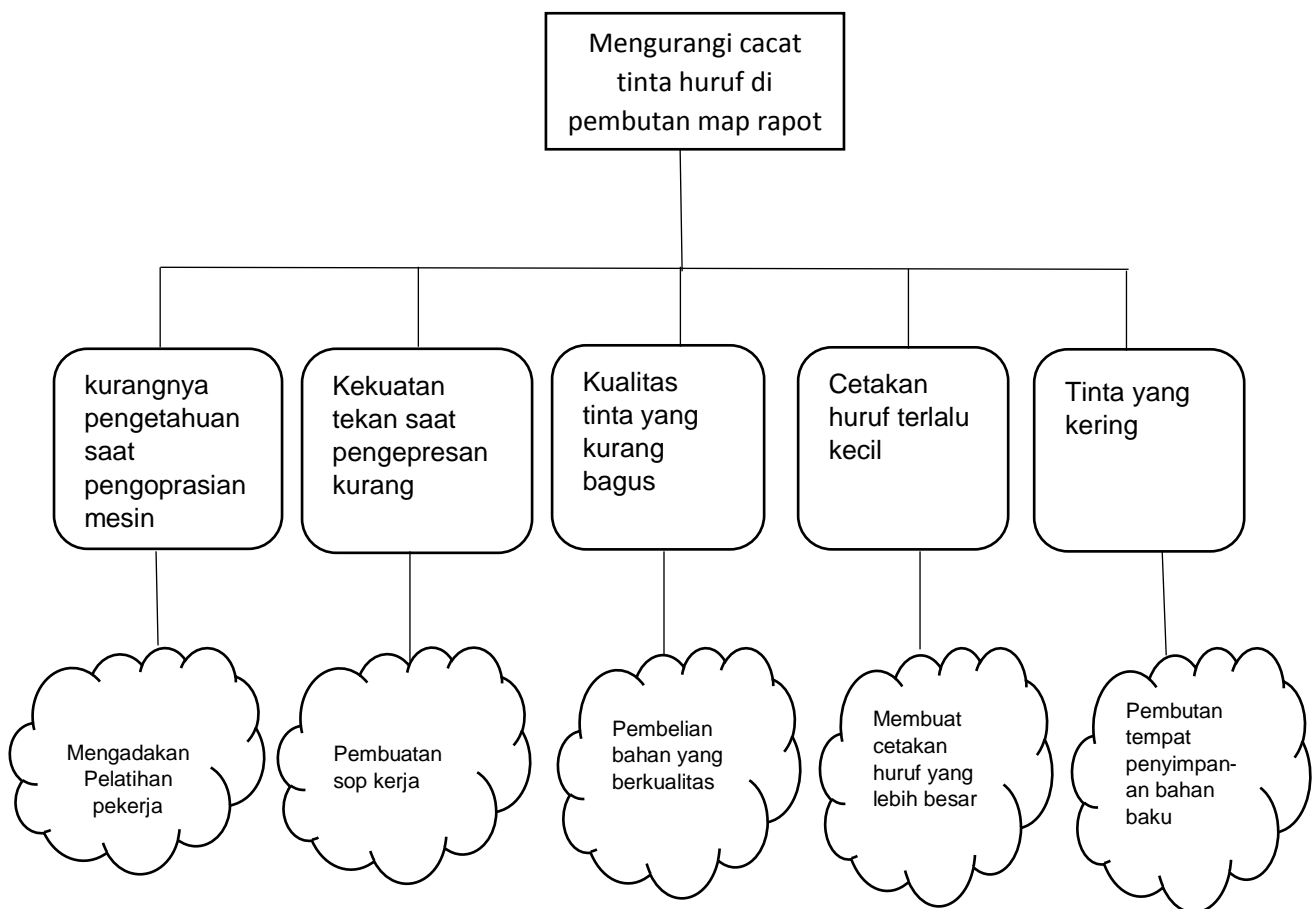 Mengurangi cacat
tinta huruf di
pembutan map rapot
kurangnya
pengetahuan
saat
pengoprasian
mesin
Kekuatan
tekan saat
pengepresan
kurang
Kualitas
tinta yang
kurang
bagus
Cetakan
huruf terlalu
kecil
Tinta yang
kering
Mengadakan
Pelatihan
pekerja
Pembuatan
sop kerja
Pembelian
bahan yang
berkualitas
Membuat
cetakan
huruf yang
lebih besar
Pembutan
tempat
penyimpan-
an bahan
baku